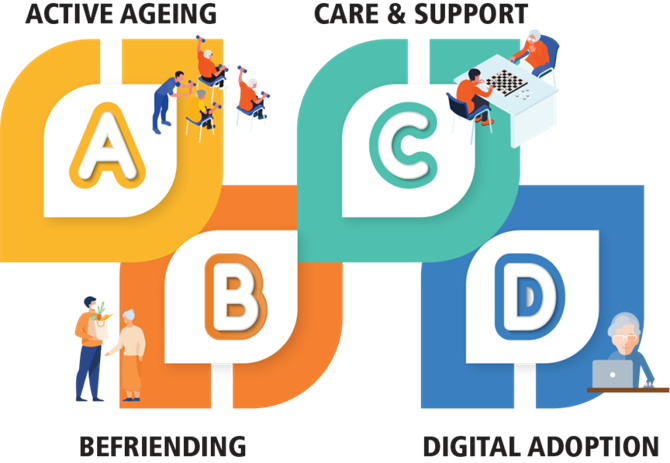 ACTIVE AGEING
CARE & SUPPORT
A
C
B
D
BEFRIENDING
DIGITAL ADOPTION